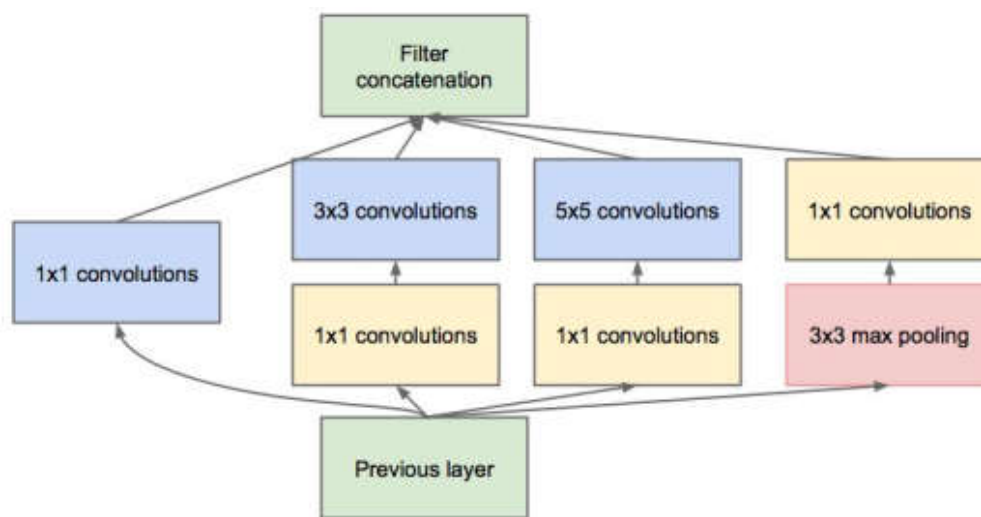 Filter
concatenation
3x3 convolutions
5x5 convolutions
1x1 convolutions
1x1 convolutions
1x1 convolutions
1x1 convolutions
3x3 max pooling
Previous layer